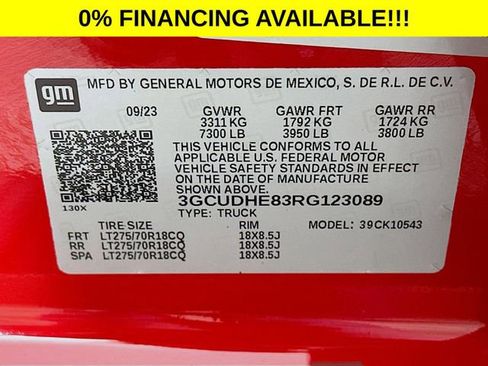 0% FINANCING AVAILABLE!!!
gm
MFD BY GENERAL MOTORS DE MEXICO, S. DE R.L. DE C.V.
09/23 GVWR GAWR FRT GAWR RR
3311 KG 1792 KG 1724 KG
7300 LB 3950 LB 3800 LB
THIS VEHICLE CONFORMS TO ALL
APPLICABLE U.S. FEDERAL MOTOR
VEHICLE SAFETY STANDARDS IN EFFECT
ON THE DATE OF MANUFACTURE
SHOWN ABOVE.
3GCUDHE83RG123089
130X TYPE: TRUCK
TIRE SIZE RIM MODEL: 39CK10543
FRT LT275/70R18CQ 18X8.5J
RR LT275/70R18CQ 18X8.5J
SPA LT275/70R18CQ 18X8.5J